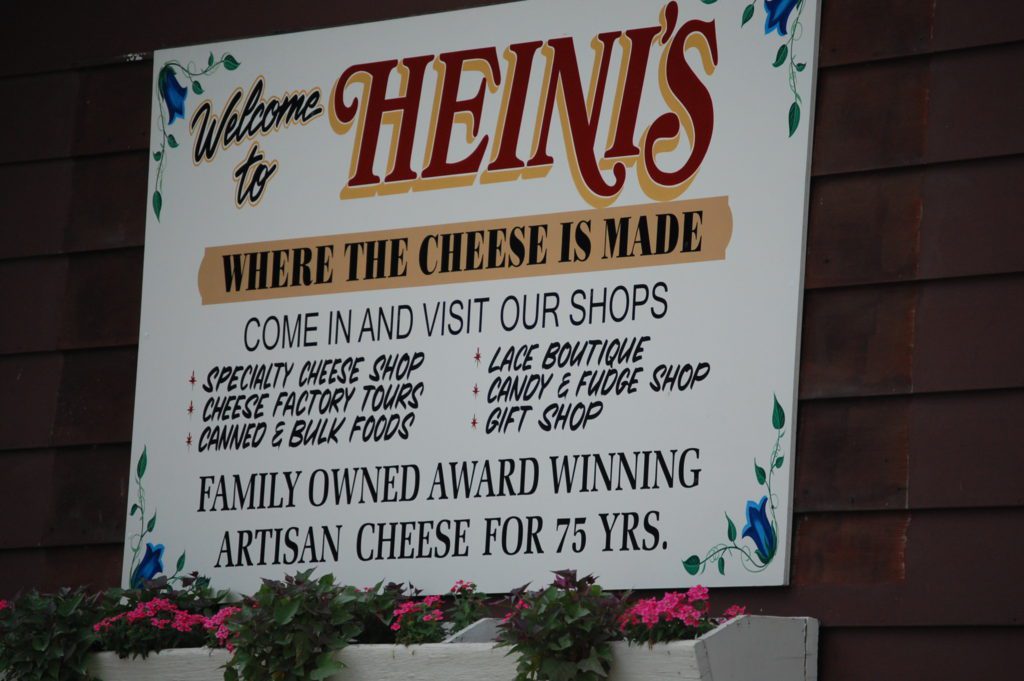 Welcome to HEINI'S
WHERE THE CHEESE IS MADE
COME IN AND VISIT OUR SHOPS
* SPECIALTY CHEESE SHOP
* CHEESE FACTORY TOURS
* CANNED & BULK FOODS
* LACE BOUTIQUE
* CANDY & FUDGE SHOP
* GIFT SHOP
FAMILY OWNED AWARD WINNING
ARTISAN CHEESE FOR 75 YRS.